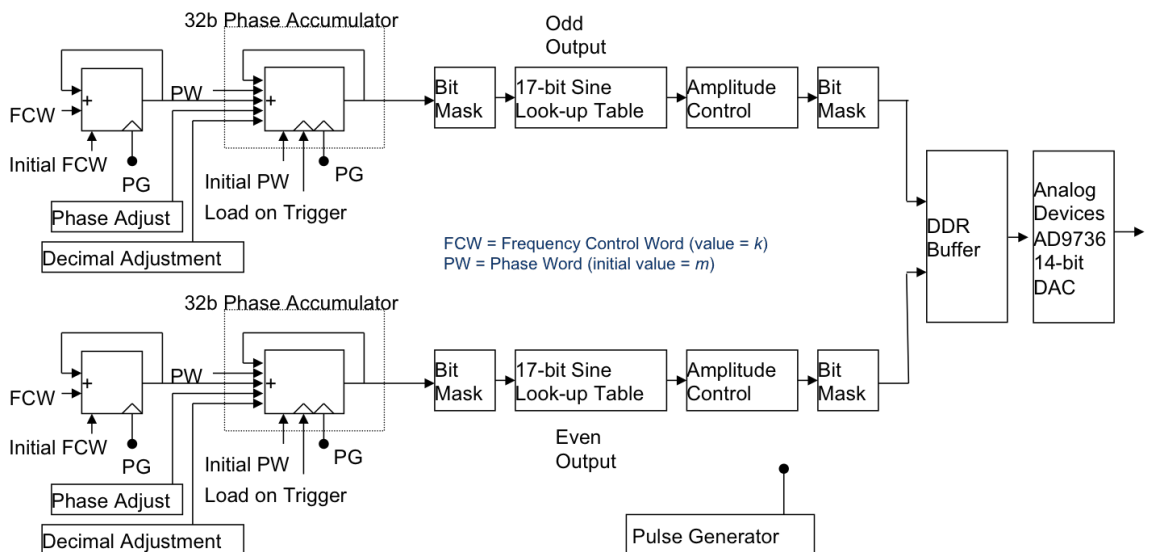 32b Phase Accumulator
Odd
Output
+
FCW
Initial FCW
PG
PW
+
Initial PW
PG
Load on Trigger
Phase Adjust
Decimal Adjustment
Bit
Mask
17-bit Sine
Look-up Table
Amplitude
Control
Bit
Mask
DDR
Buffer
Analog
Devices
AD9736
14-bit
DAC
FCW = Frequency Control Word (value = k)
PW = Phase Word (initial value = m)
32b Phase Accumulator
+
FCW
Initial FCW
PG
PW
+
Initial PW
PG
Load on Trigger
Phase Adjust
Decimal Adjustment
Bit
Mask
17-bit Sine
Look-up Table
Amplitude
Control
Bit
Mask
Even
Output
Pulse Generator